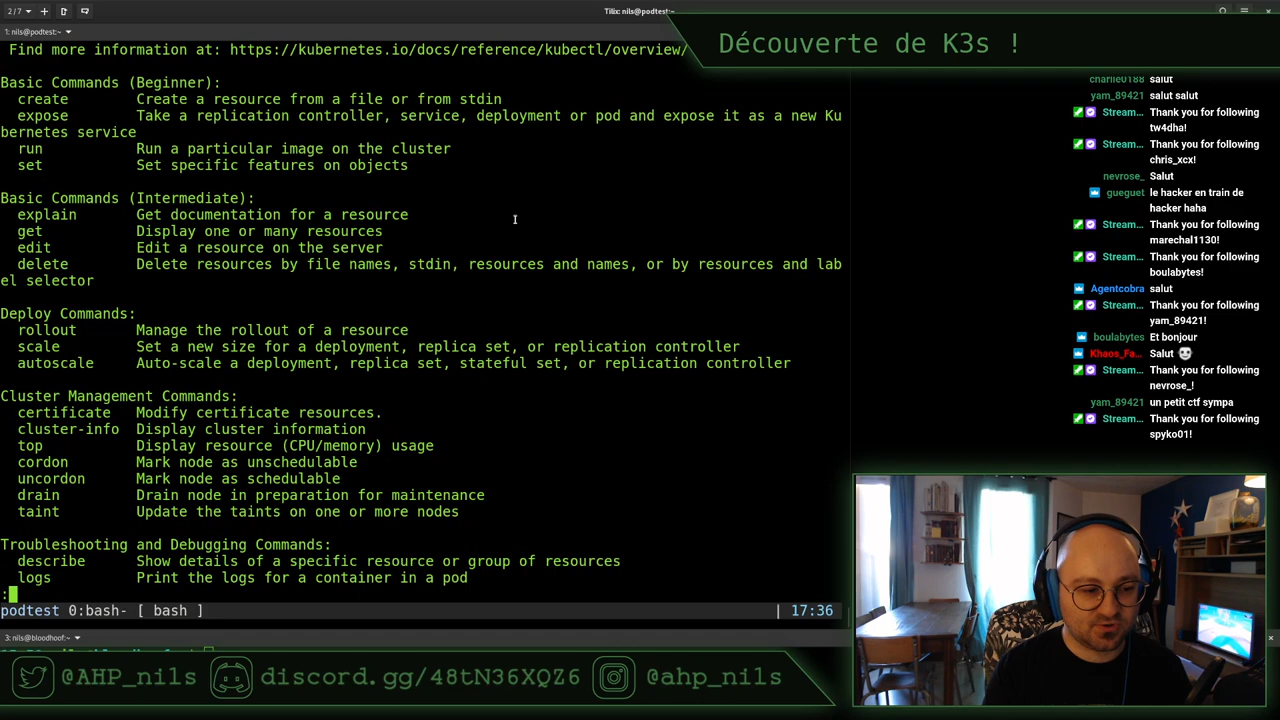 2/7
Tilix: nils@podtest:~
1: nils@podtest:~
Découverte de K3s !
Find more information at: https://kubernetes.io/docs/reference/kubectl/overview/
Basic Commands (Beginner):
create Create a resource from a file or from stdin
expose Take a replication controller, service, deployment or pod and expose it as a new Ku
bernetes service
run Run a particular image on the cluster
set Set specific features on objects
Basic Commands (Intermediate):
explain Get documentation for a resource
get Display one or many resources
edit Edit a resource on the server
delete Delete resources by file names, stdin, resources and names, or by resources and lab
el selector
Deploy Commands:
rollout Manage the rollout of a resource
scale Set a new size for a deployment, replica set, or replication controller
autoscale Auto-scale a deployment, replica set, stateful set, or replication controller
Cluster Management Commands:
certificate Modify certificate resources.
cluster-info Display cluster information
top Display resource (CPU/memory) usage
cordon Mark node as unschedulable
uncordon Mark node as schedulable
drain Drain node in preparation for maintenance
taint Update the taints on one or more nodes
Troubleshooting and Debugging Commands:
describe Show details of a specific resource or group of resources
logs Print the logs for a container in a pod
:
podtest 0:bash- [ bash ] | 17:36
3: nils@bloodhoof:~
charlie0188 salut
yam_89421 salut salut
Stream... Thank you for following
tw4dha!
Stream... Thank you for following
chris_xcx!
nevrose_ Salut
gueguet le hacker en train de
hacker haha
Stream... Thank you for following
marechal1130!
Stream... Thank you for following
boulabytes!
Agentcobra salut
Stream... Thank you for following
yam_89421!
boulabytes Et bonjour
Khaos_Fa... Salut
Stream... Thank you for following
nevrose_!
yam_89421 un petit ctf sympa
Stream... Thank you for following
spyko01!
@AHP_nils discord.gg/48tN36XQZ6 @ahp_nils